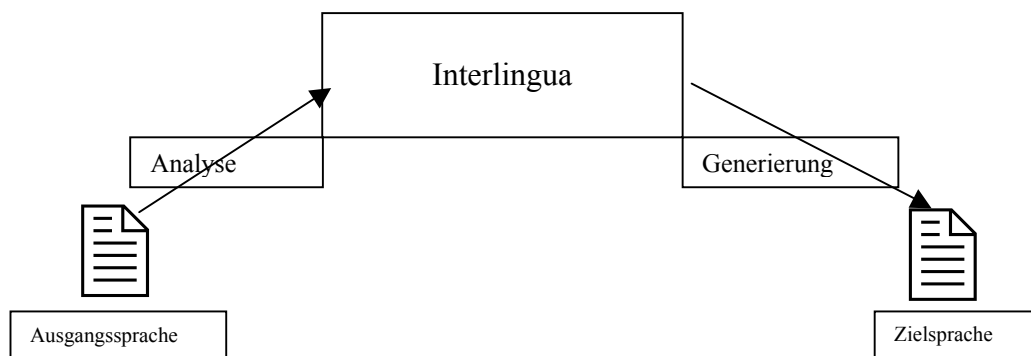 Interlingua
Analyse
Generierung
Ausgangssprache
Zielsprache